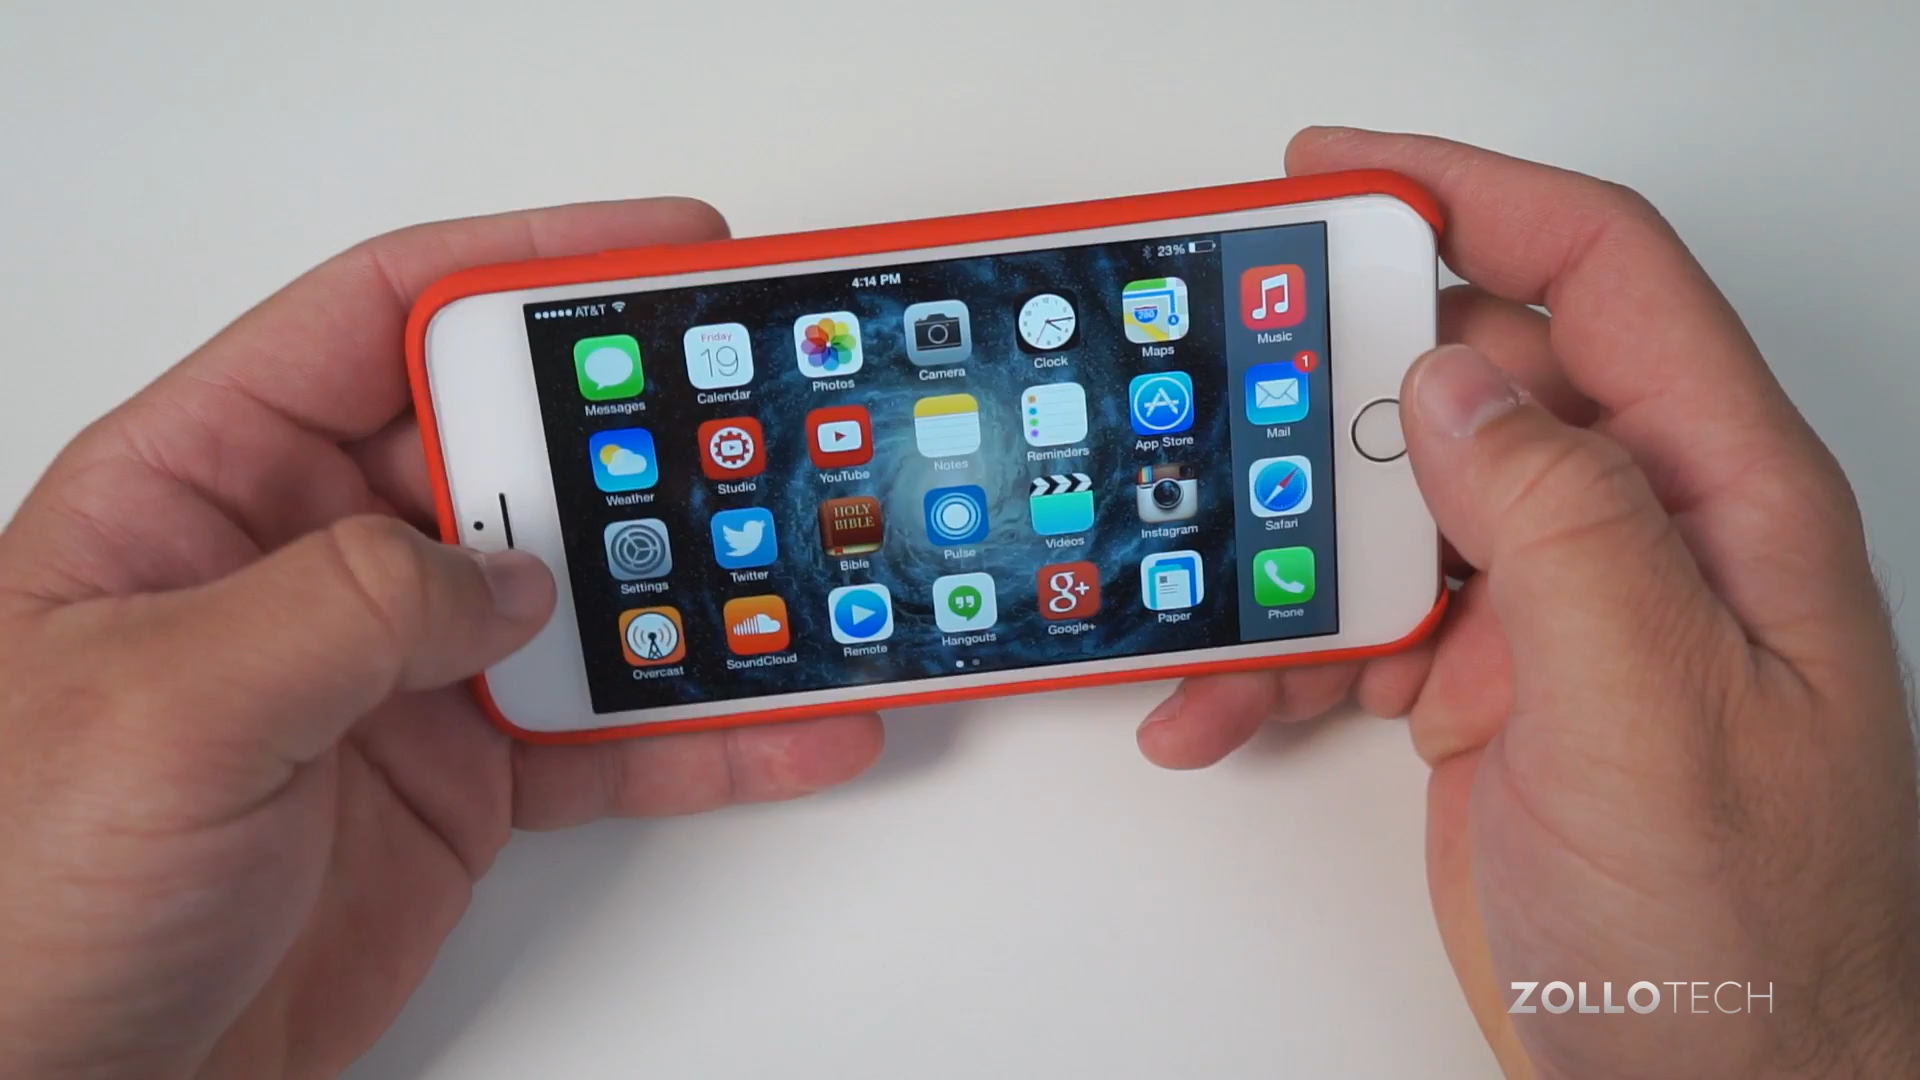 AT&T
4:14 PM
23%
Messages
Friday
19
Calendar
Photos
Camera
Clock
280
Maps
Music
Weather
Studio
YouTube
Notes
Reminders
App Store
1
Mail
Settings
Twitter
HOLY
BIBLE
Bible
Pulse
Videos
Instagram
Safari
Overcast
SoundCloud
Remote
Hangouts
g+
Google+
Paper
Phone
ZOLLOTECH